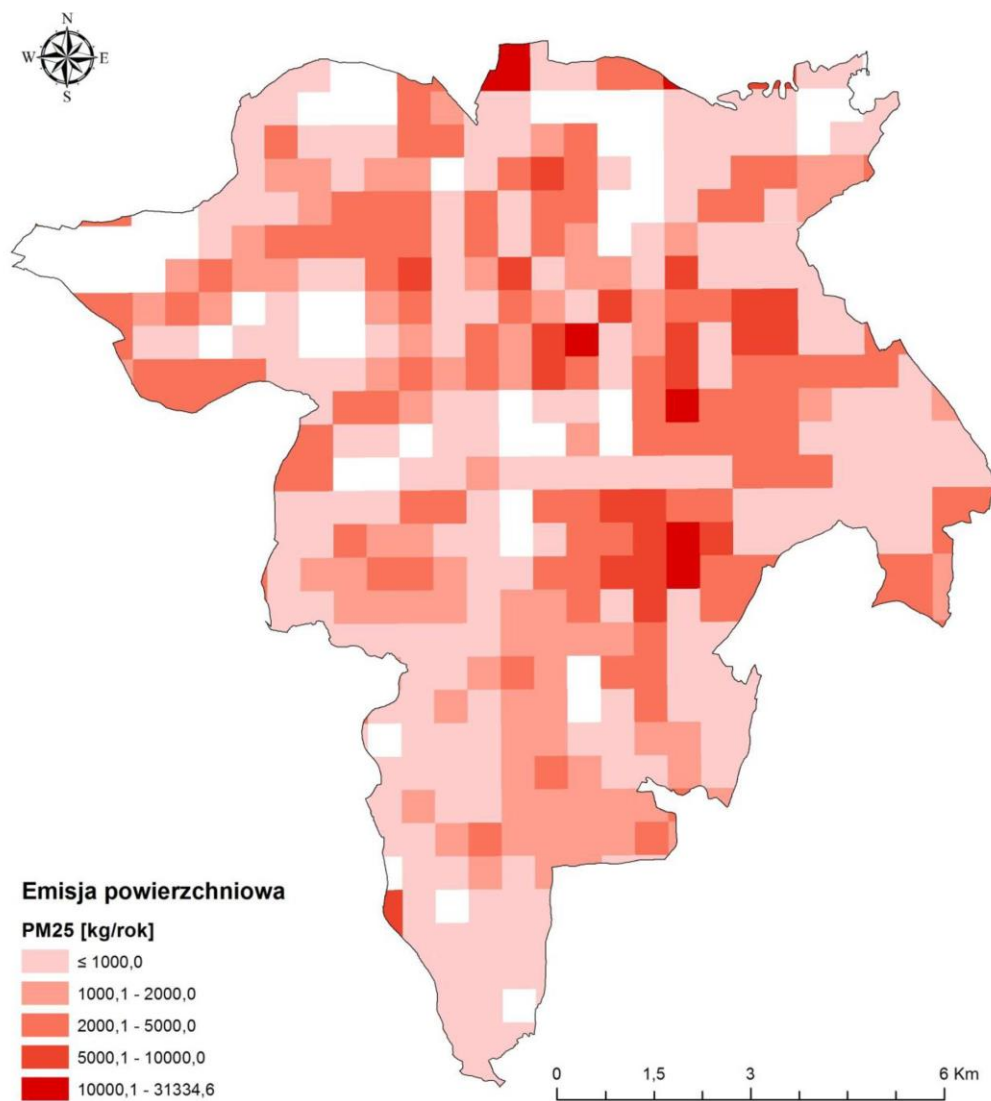 N
W E
S
Emisja powierzchniowa
PM25 [kg/rok]
≤ 1000,0
1000,1 - 2000,0
2000,1 - 5000,0
5000,1 - 10000,0
10000,1 - 31334,6
0 1,5 3 6 Km